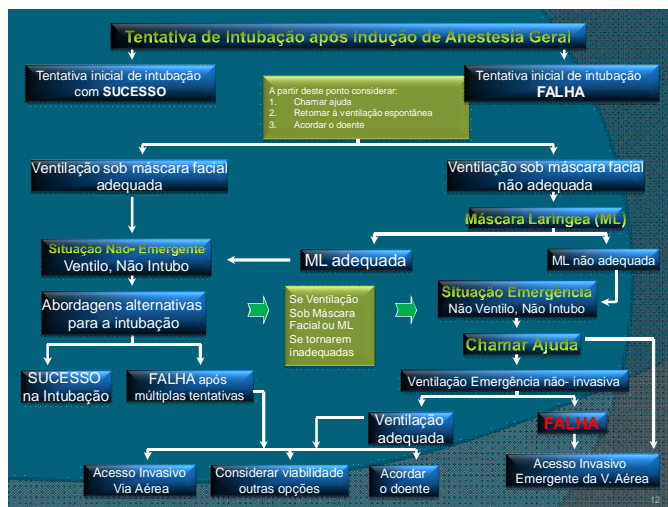 Tentativa de Intubação após indução de Anestesia Geral
Tentativa inicial de intubação
com SUCESSO
Tentativa inicial de intubação
FALHA
A partir deste ponto considerar:
1. Chamar ajuda
2. Retomar à ventilação espontânea
3. Acordar o doente
Ventilação sob máscara facial
adequada
Ventilação sob máscara facial
não adequada
Máscara Laríngea (ML)
Situação Não- Emergente
Ventilo, Não Intubo
ML adequada
ML não adequada
Abordagens alternativas
para a intubação
Se Ventilação
Sob Máscara
Facial ou ML
Se tornarem
inadequadas
Situação Emergência
Não Ventilo, Não Intubo
Chamar Ajuda
SUCESSO
na Intubação
FALHA após
múltiplas tentativas
Ventilação Emergência não- invasiva
Ventilação
adequada
FALHA
Acesso Invasivo
Via Aérea
Considerar viabilidade
outras opções
Acordar
o doente
Acesso Invasivo
Emergente da V. Aérea
12